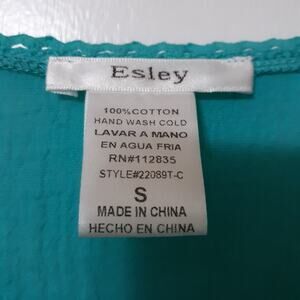 Esley
100%COTTON
HAND WASH COLD
LAVAR A MANO
EN AGUA FRIA
RN#112835
STYLE#22089T-C
S
MADE IN CHINA
HECHO EN CHINA